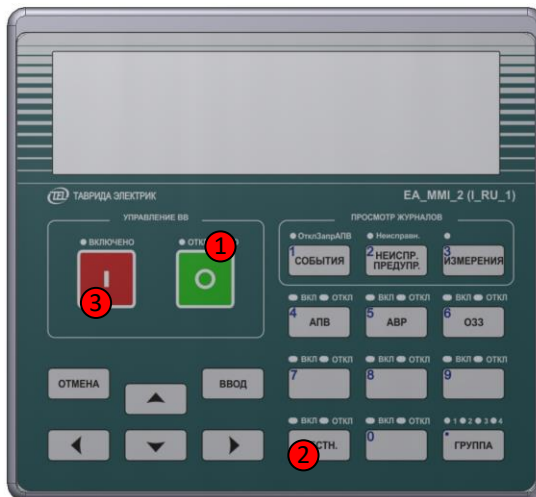 TEL ТАВРИДА ЭЛЕКТРИК
EA_MMI_2 (I_RU_1)
УПРАВЛЕНИЕ ВВ
ПРОСМОТР ЖУРНАЛОВ
ВКЛЮЧЕНО
1
ОтклЗапрАПВ Неисправн.
1 СОБЫТИЯ 2 НЕИСПР. 3 ИЗМЕРЕНИЯ
ПРЕДУПР.
I O
3
ВКЛ ОТКЛ ВКЛ ОТКЛ ВКЛ ОТКЛ
4 АПВ 5 АВР 6 ОЗЗ
ВКЛ ОТКЛ ВКЛ ОТКЛ ВКЛ ОТКЛ
ОТМЕНА ВВОД 7 8 9
ВКЛ ОТКЛ ВКЛ ОТКЛ 1 2 3 4
2 0 ГРУППА